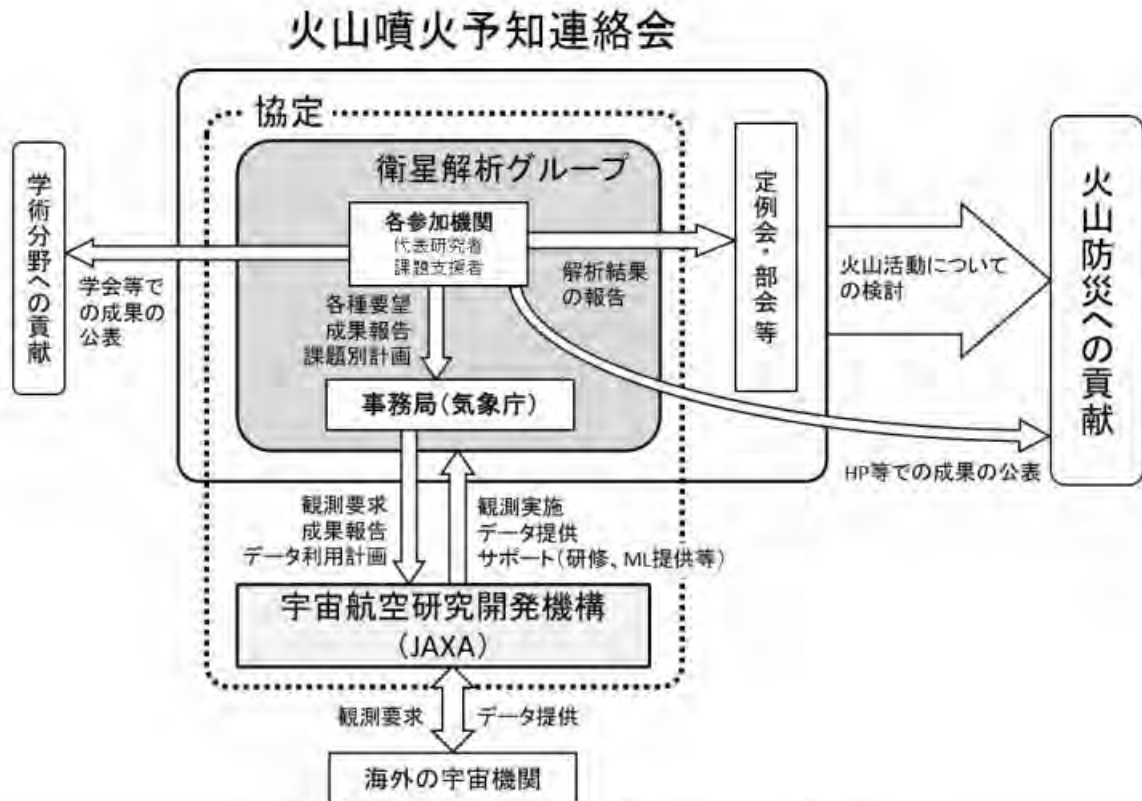 火山噴火予知連絡会
協定
衛星解析グループ
各参加機関
代表研究者
課題支援者
学術分野への貢献
学会等で
の成果の
公表
各種要望
成果報告
課題別計画
解析結果
の報告
定例会・部会 等
火山活動について
の検討
火山防災への貢献
事務局(気象庁)
HP等での成果の公表
観測要求
成果報告
データ利用計画
観測実施
データ提供
サポート(研修、ML提供等)
宇宙航空研究開発機構
(JAXA)
観測要求
データ提供
海外の宇宙機関